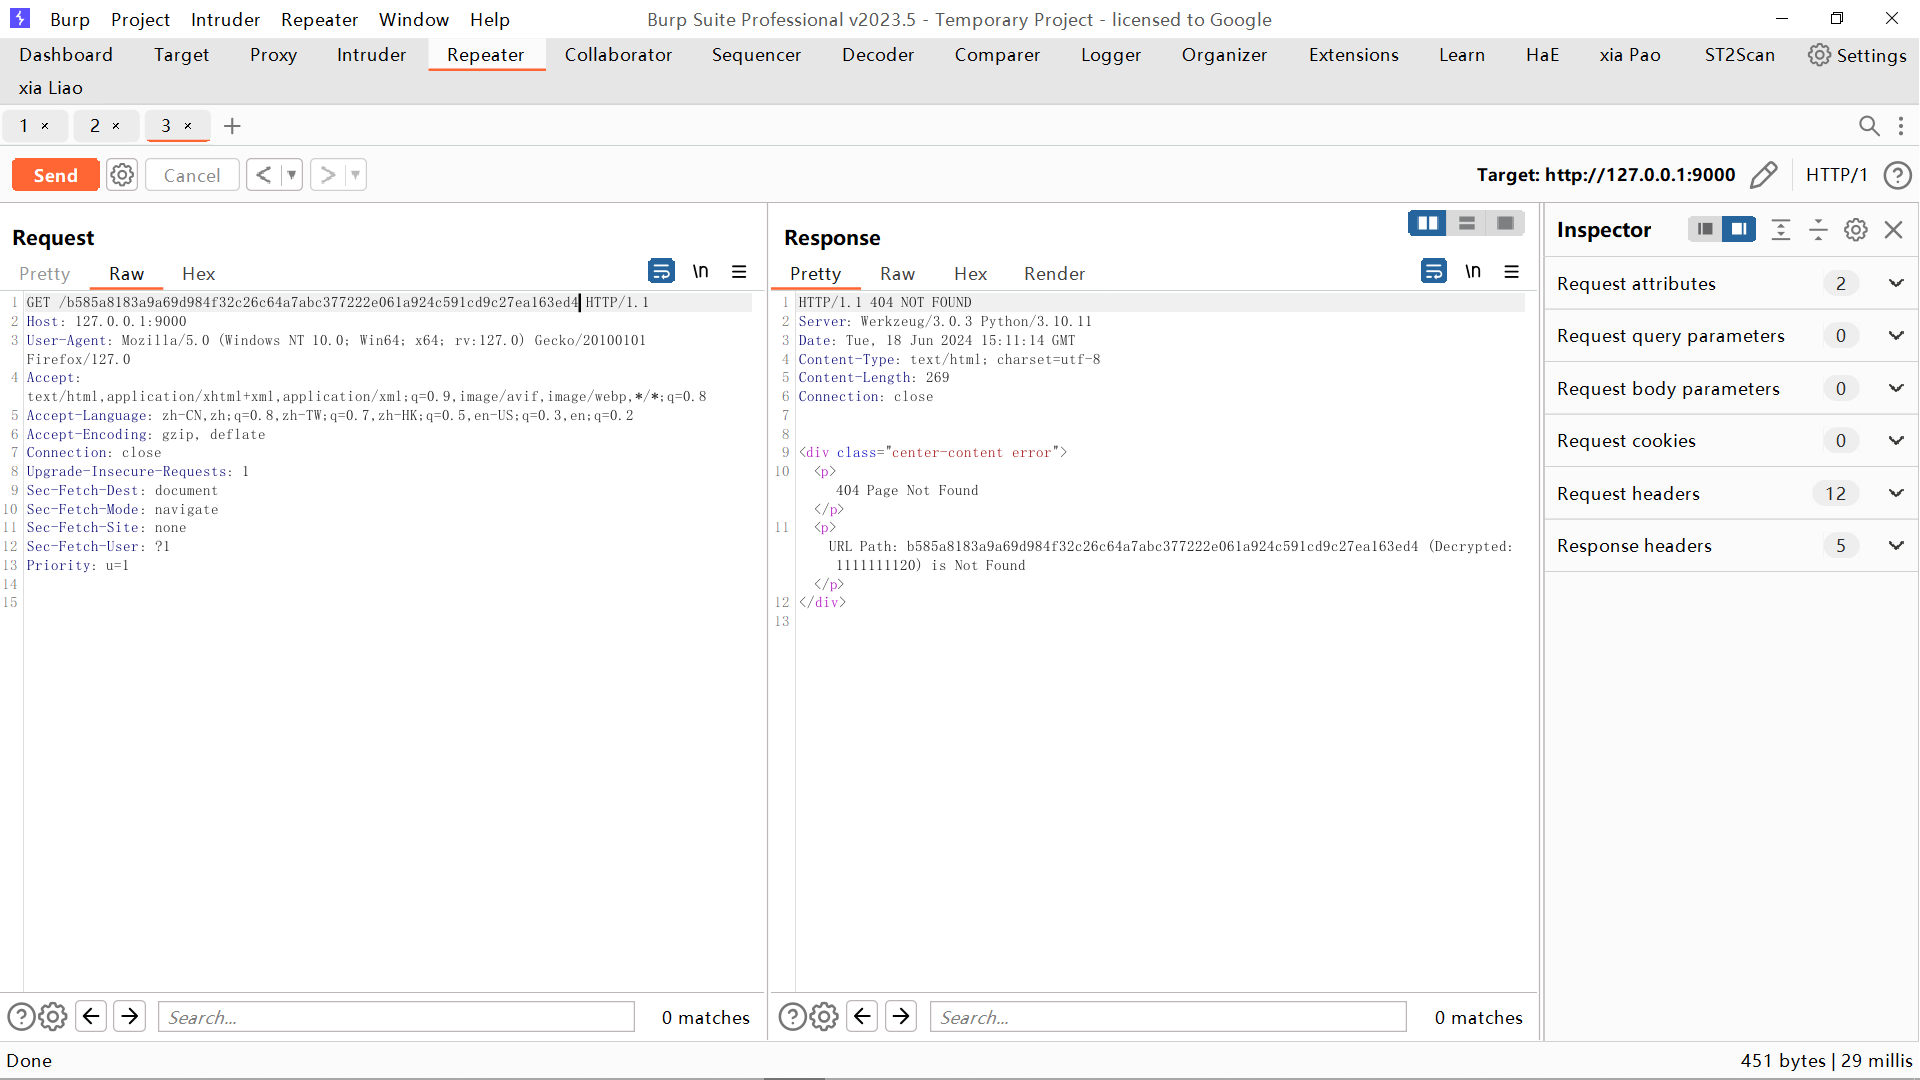 Burp Project Intruder Repeater Window Help Burp Suite Professional v2023.5 - Temporary Project - licensed to Google
Dashboard Target Proxy Intruder Repeater Collaborator Sequencer Decoder Comparer Logger Organizer Extensions Learn HaE xia Pao ST2Scan Settings
xia Liao
1 × 2 × 3 × +
Send Cancel < ▼ > ▼ Target: http://127.0.0.1:9000 HTTP/1 ?
Request
Pretty Raw Hex \n
1 GET /b585a8183a9a69d984f32c26c64a7abc377222e061a924c591cd9c27ea163ed4 HTTP/1.1
2 Host: 127.0.0.1:9000
3 User-Agent: Mozilla/5.0 (Windows NT 10.0; Win64; x64; rv:127.0) Gecko/20100101
Firefox/127.0
4 Accept:
text/html,application/xhtml+xml,application/xml;q=0.9,image/avif,image/webp,*/*;q=0.8
5 Accept-Language: zh-CN,zh;q=0.8,zh-TW;q=0.7,zh-HK;q=0.5,en-US;q=0.3,en;q=0.2
6 Accept-Encoding: gzip, deflate
7 Connection: close
8 Upgrade-Insecure-Requests: 1
9 Sec-Fetch-Dest: document
10 Sec-Fetch-Mode: navigate
11 Sec-Fetch-Site: none
12 Sec-Fetch-User: ?1
13 Priority: u=1
14
15
? Search... 0 matches
Response
Pretty Raw Hex Render \n
1 HTTP/1.1 404 NOT FOUND
2 Server: Werkzeug/3.0.3 Python/3.10.11
3 Date: Tue, 18 Jun 2024 15:11:14 GMT
4 Content-Type: text/html; charset=utf-8
5 Content-Length: 269
6 Connection: close
7
8
9 <div class="center-content error">
10 <p>
404 Page Not Found
</p>
11 <p>
URL Path: b585a8183a9a69d984f32c26c64a7abc377222e061a924c591cd9c27ea163ed4 (Decrypted:
1111111120) is Not Found
</p>
12 </div>
13
? Search... 0 matches
Inspector
Request attributes 2
Request query parameters 0
Request body parameters 0
Request cookies 0
Request headers 12
Response headers 5
Done 451 bytes | 29 millis